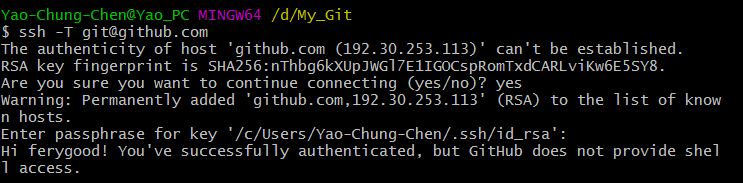 Yao-Chung-Chen@Yao_PC MINGW64 /d/My_Git
$ ssh -T git@github.com
The authenticity of host 'github.com (192.30.253.113)' can't be established.
RSA key fingerprint is SHA256:nThbg6kXUpJWGl7E1IGOCspRomTxdCARLviKw6E5SY8.
Are you sure you want to continue connecting (yes/no)? yes
Warning: Permanently added 'github.com,192.30.253.113' (RSA) to the list of know
n hosts.
Enter passphrase for key '/c/Users/Yao-Chung-Chen/.ssh/id_rsa':
Hi ferygood! You've successfully authenticated, but GitHub does not provide shel
l access.